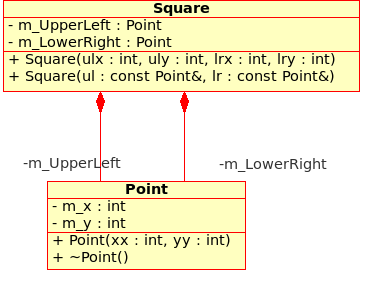 Square
- m_UpperLeft : Point
- m_LowerRight : Point
+ Square(ulx : int, uly : int, lrx : int, lry : int)
+ Square(ul : const Point&, lr : const Point&)
-m_UpperLeft
-m_LowerRight
Point
- m_x : int
- m_y : int
+ Point(xx : int, yy : int)
+ ~Point()